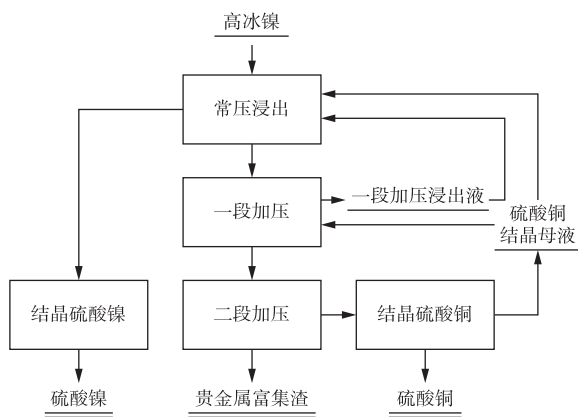 高冰镍
常压浸出
一段加压
一段加压浸出液
硫酸铜
结晶母液
结晶硫酸镍
二段加压
结晶硫酸铜
硫酸镍
贵金属富集渣
硫酸铜